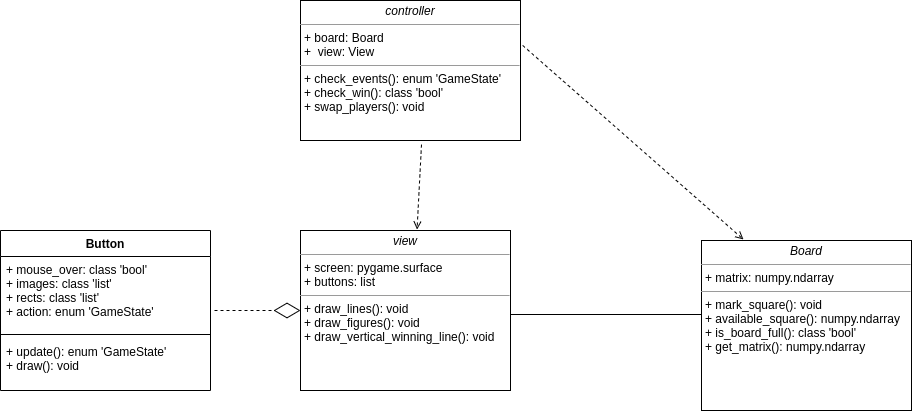 controller
+ board: Board
+ view: View
+ check_events(): enum 'GameState'
+ check_win(): class 'bool'
+ swap_players(): void
Button
+ mouse_over: class 'bool'
+ images: class 'list'
+ rects: class 'list'
+ action: enum 'GameState'
+ update(): enum 'GameState'
+ draw(): void
view
+ screen: pygame.surface
+ buttons: list
+ draw_lines(): void
+ draw_figures(): void
+ draw_vertical_winning_line(): void
Board
+ matrix: numpy.ndarray
+ mark_square(): void
+ available_square(): numpy.ndarray
+ is_board_full(): class 'bool'
+ get_matrix(): numpy.ndarray